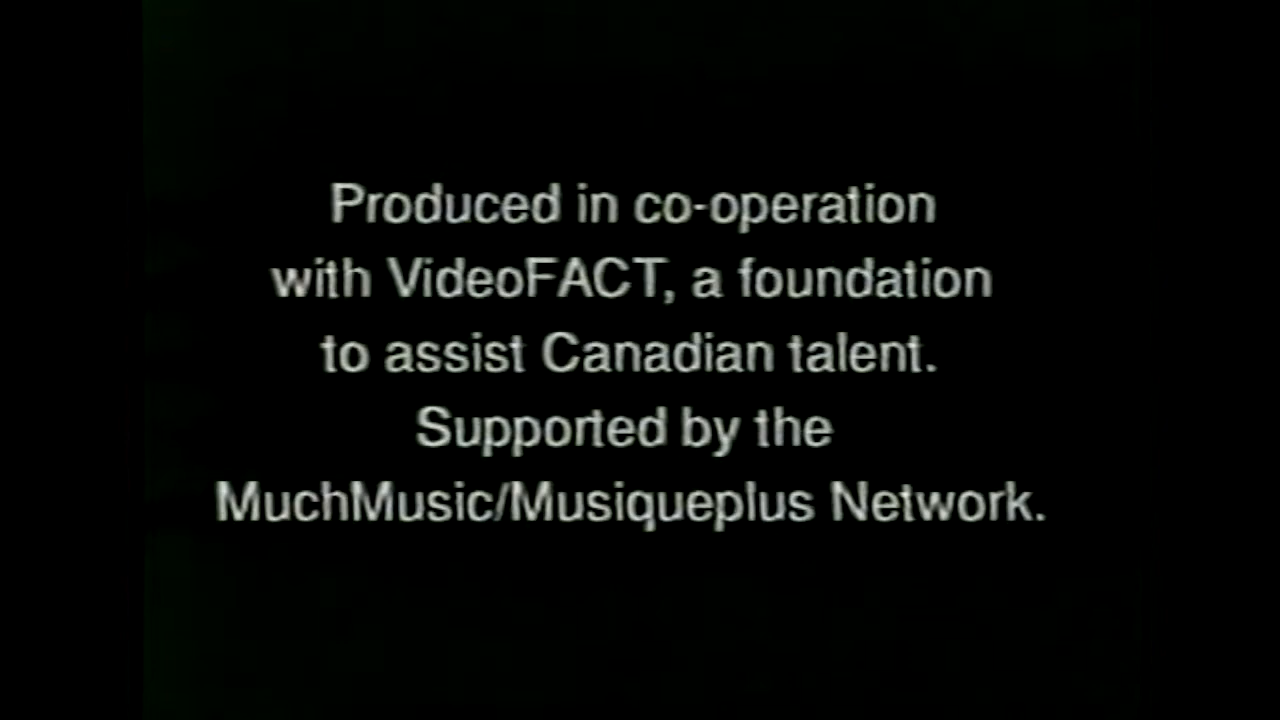 Produced in co-operation
with VideoFACT, a foundation
to assist Canadian talent.
Supported by the
MuchMusic/Musiqueplus Network.